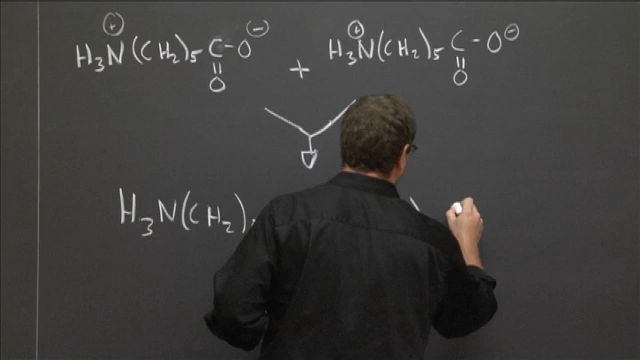 H₃N⊕(CH₂)₅C-O⊖ + H₃N⊕(CH₂)₅C-O⊖
|| ||
O O
H₃N(CH₂)